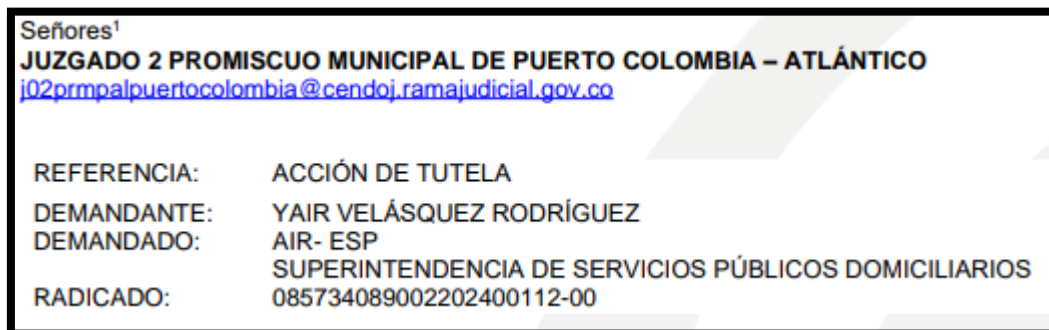 Señores¹
JUZGADO 2 PROMISCUO MUNICIPAL DE PUERTO COLOMBIA – ATLÁNTICO
j02prmpalpuertocolombia@cendoj.ramajudicial.gov.co
REFERENCIA: ACCIÓN DE TUTELA
DEMANDANTE: YAIR VELÁSQUEZ RODRÍGUEZ
DEMANDADO: AIR- ESP
SUPERINTENDENCIA DE SERVICIOS PÚBLICOS DOMICILIARIOS
RADICADO: 085734089002202400112-00